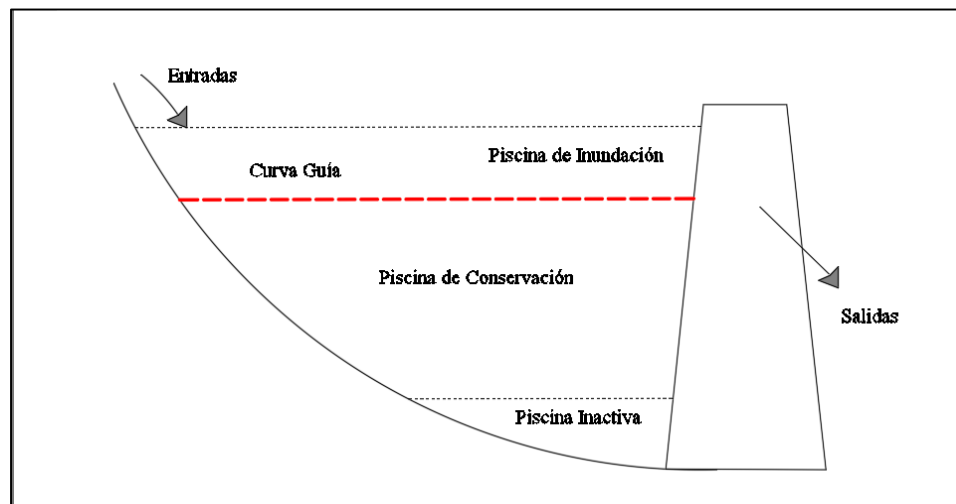 Entradas
Piscina de Inundación
Curva Guía
Piscina de Conservación
Salidas
Piscina Inactiva